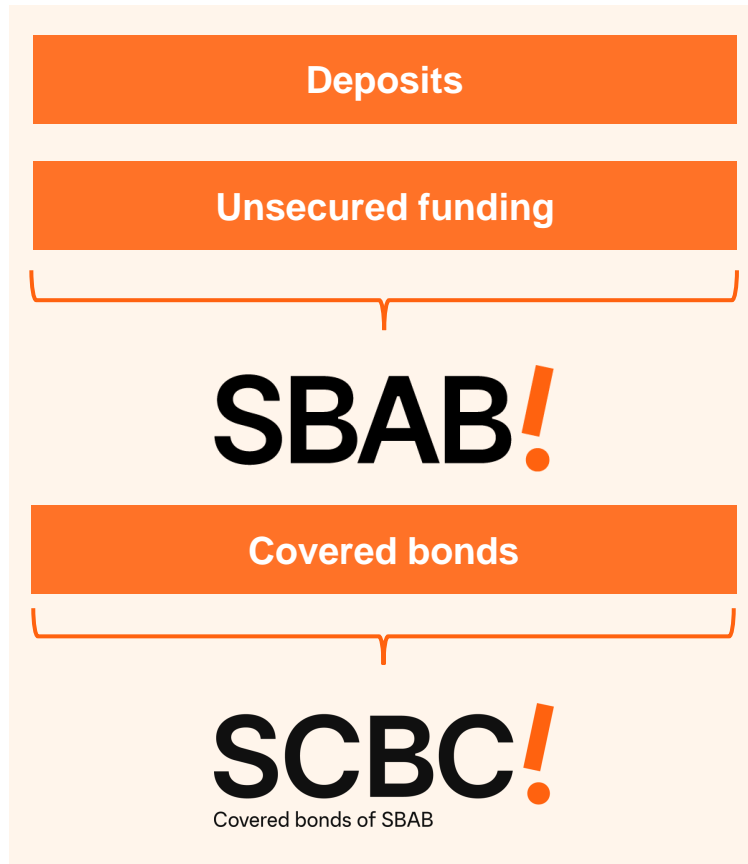 Deposits
Unsecured funding
SBAB!
Covered bonds
SCBC!
Covered bonds of SBAB